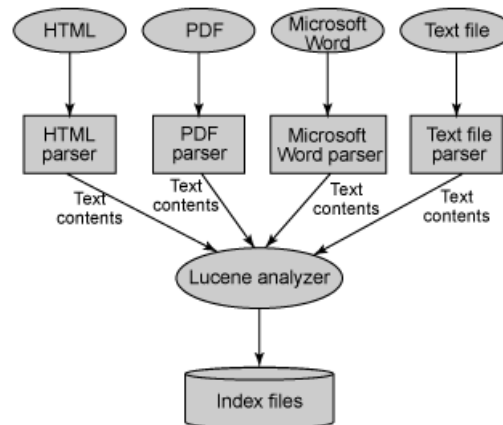 HTML
PDF
Microsoft
Word
Text file
HTML
parser
PDF
parser
Microsoft
Word parser
Text file
parser
Text
contents
Text
contents
Text
contents
Text
contents
Lucene analyzer
Index files